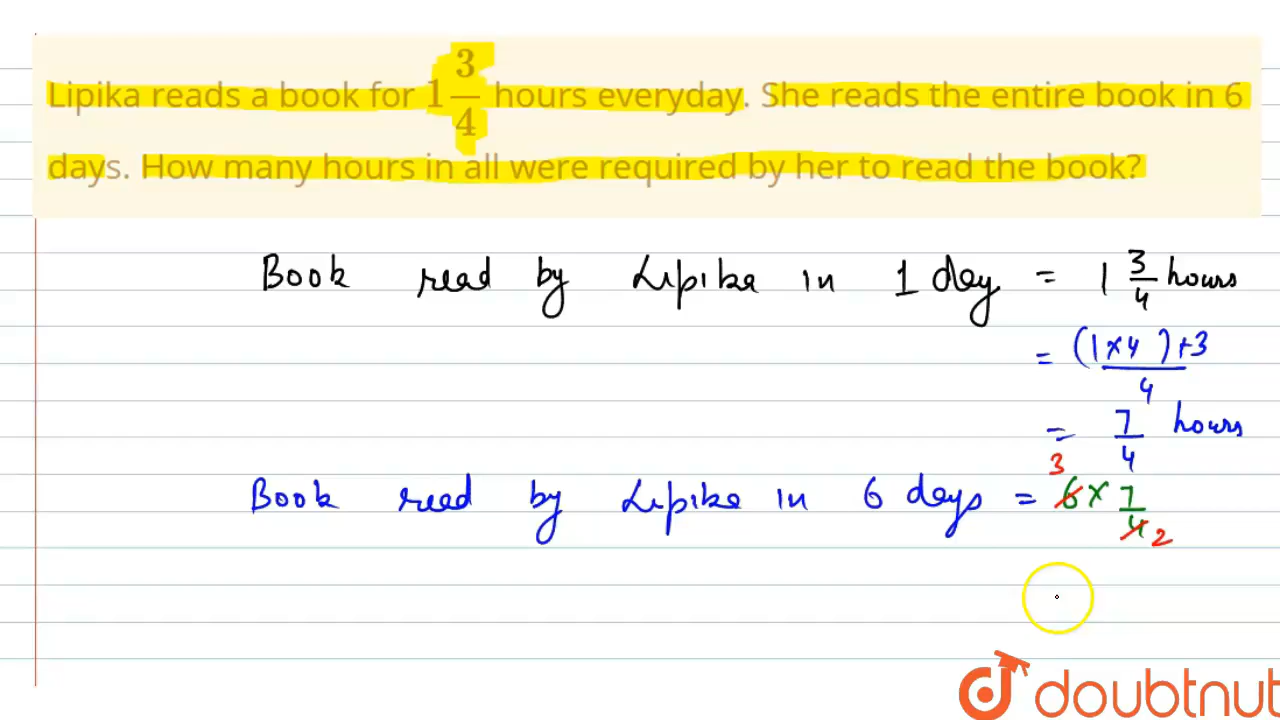 Lipika reads a book for 1 3/4 hours everyday. She reads the entire book in 6
days. How many hours in all were required by her to read the book?
Book read by Lipika in 1 day = 1 3/4 hours
= (1×4)+3/4
= 7/4 hours
3
Book read by Lipika in 6 days = 6 × 7/4
2
doubtnut